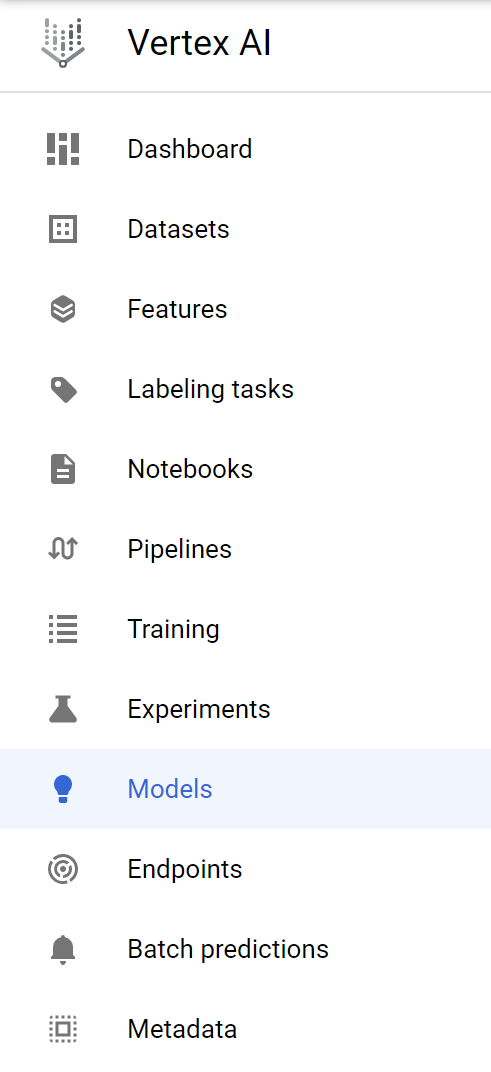 Vertex AI
Dashboard
Datasets
Features
Labeling tasks
Notebooks
Pipelines
Training
Experiments
Models
Endpoints
Batch predictions
Metadata